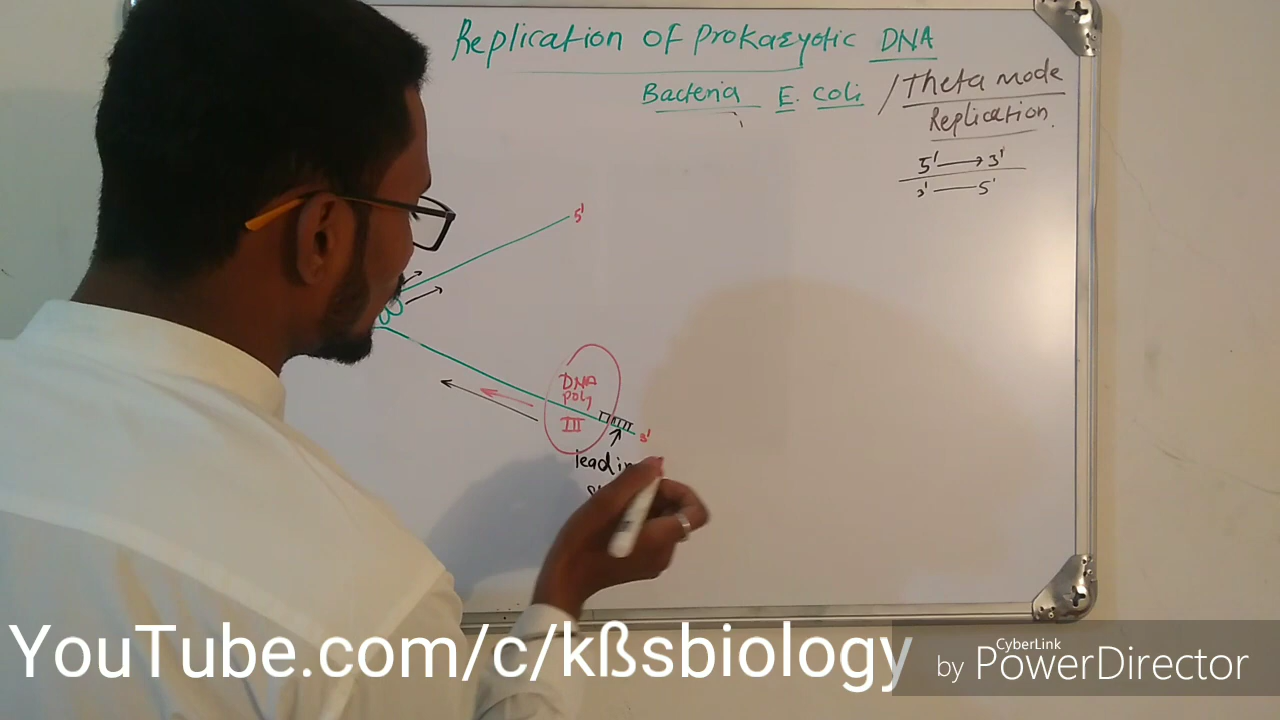 Replication of Prokaryotic DNA
Bacteria E. coli / Theta mode
Replication.
5' → 3'
3' — 5'
5'
DNA
poly
III
3'
YouTube.com/c/kßsbiology
CyberLink
by PowerDirector